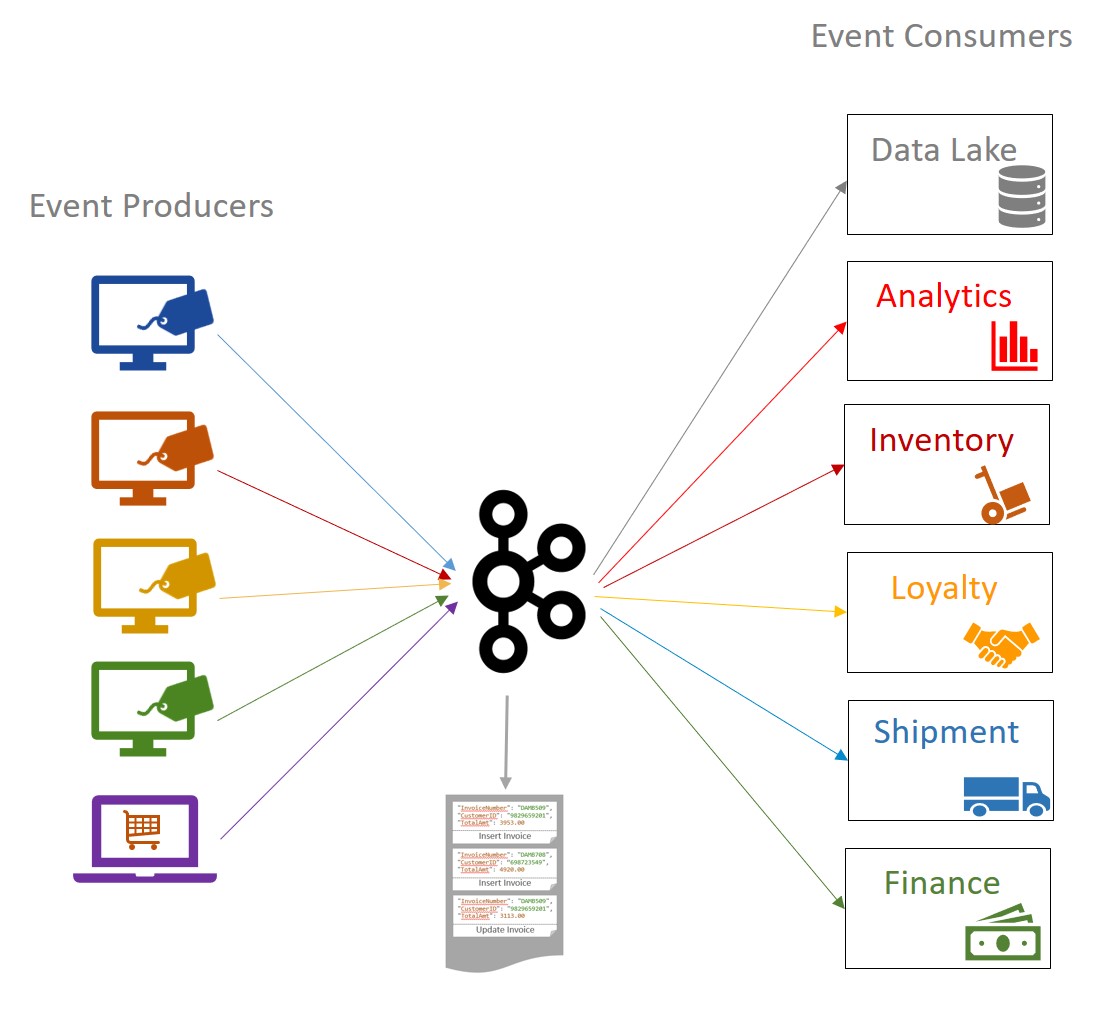 Event Consumers
Data Lake
Event Producers
Analytics
Inventory
Loyalty
Shipment
"InvoiceNumber": "DAMB509",
"CustomerID": "9829659201",
"TotalAmt": 3953.00
Insert Invoice
"InvoiceNumber": "DAMB708",
"CustomerID": "698723549",
"TotalAmt": 4920.00
Insert Invoice
"InvoiceNumber": "DAMB509",
"CustomerID": "9829659201",
"TotalAmt": 3113.00
Update Invoice
Finance